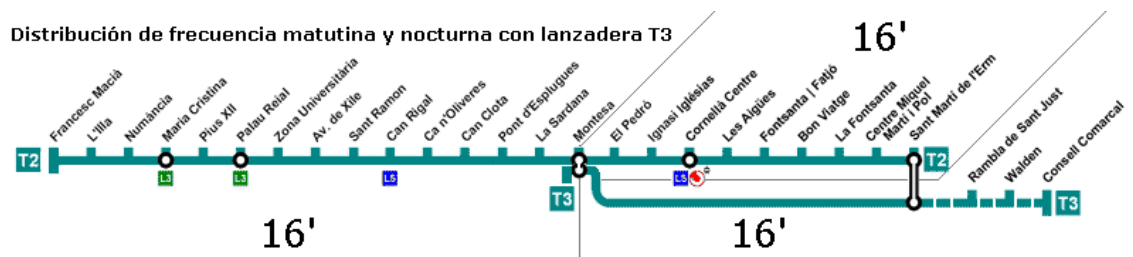 Distribución de frecuencia matutina y nocturna con lanzadera T3
16'
Francesc Macià
L'Illa
Numància
Maria Cristina
Pius XII
Palau Reial
Zona Universitària
Av. de Xile
Sant Ramon
Can Rigal
Ca n'Oliveres
Can Clota
Pont d'Esplugues
La Sardana
Montesa
El Pedró
Ignasi Iglésias
Cornellà Centre
Les Aigües
Fontsanta | Fatjó
Bon Viatge
La Fontsanta
Centre Miquel
Martí i Pol
Sant Martí de l'Erm
Rambla de Sant Just
Walden
Consell Comarcal
T2
T2
L3
L3
L5
L5
T3
T3
16'
16'